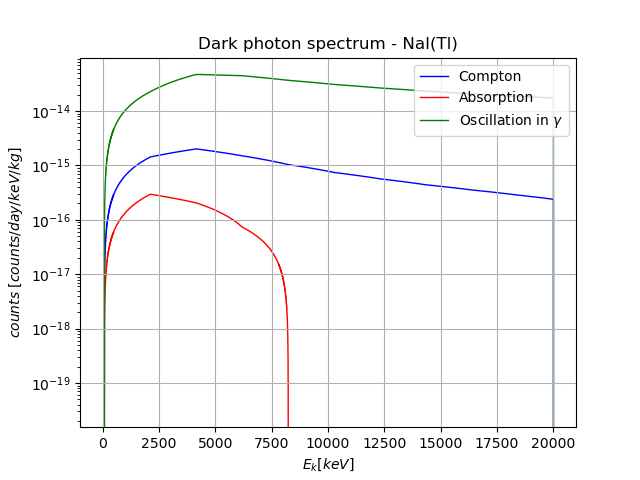 Dark photon spectrum - NaI(Tl)
Compton
Absorption
Oscillation in γ
counts [counts/day/keV/kg]
10⁻¹⁴
10⁻¹⁵
10⁻¹⁶
10⁻¹⁷
10⁻¹⁸
10⁻¹⁹
0 2500 5000 7500 10000 12500 15000 17500 20000
Eₖ[keV]